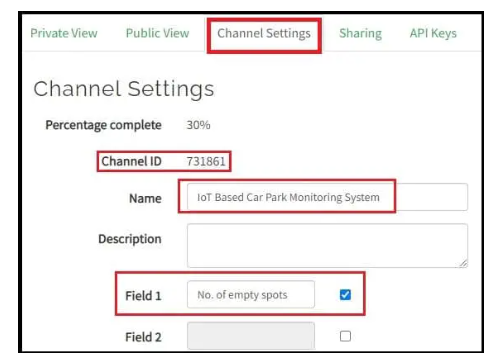 Private View Public View Channel Settings Sharing API Keys
Channel Settings
Percentage complete 30%
Channel ID 731861
Name IoT Based Car Park Monitoring System
Description
Field 1 No. of empty spots
Field 2